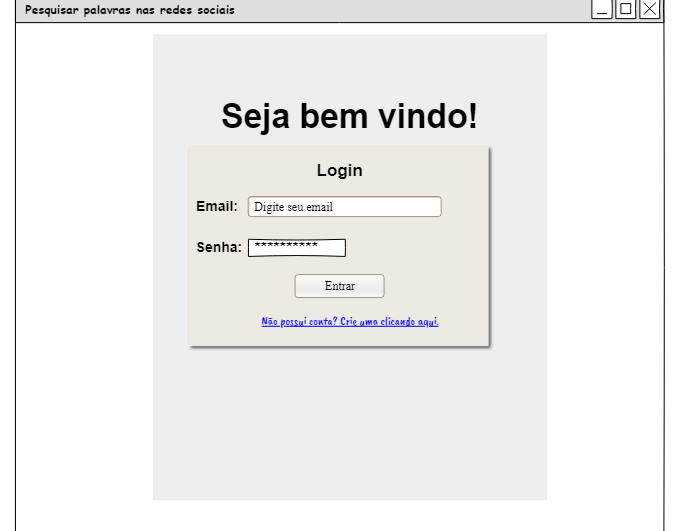 Pesquisar palavras nas redes sociais
Seja bem vindo!
Login
Email: Digite seu email
Senha: **********
Entrar
Não possui conta? Crie uma clicando aqui.